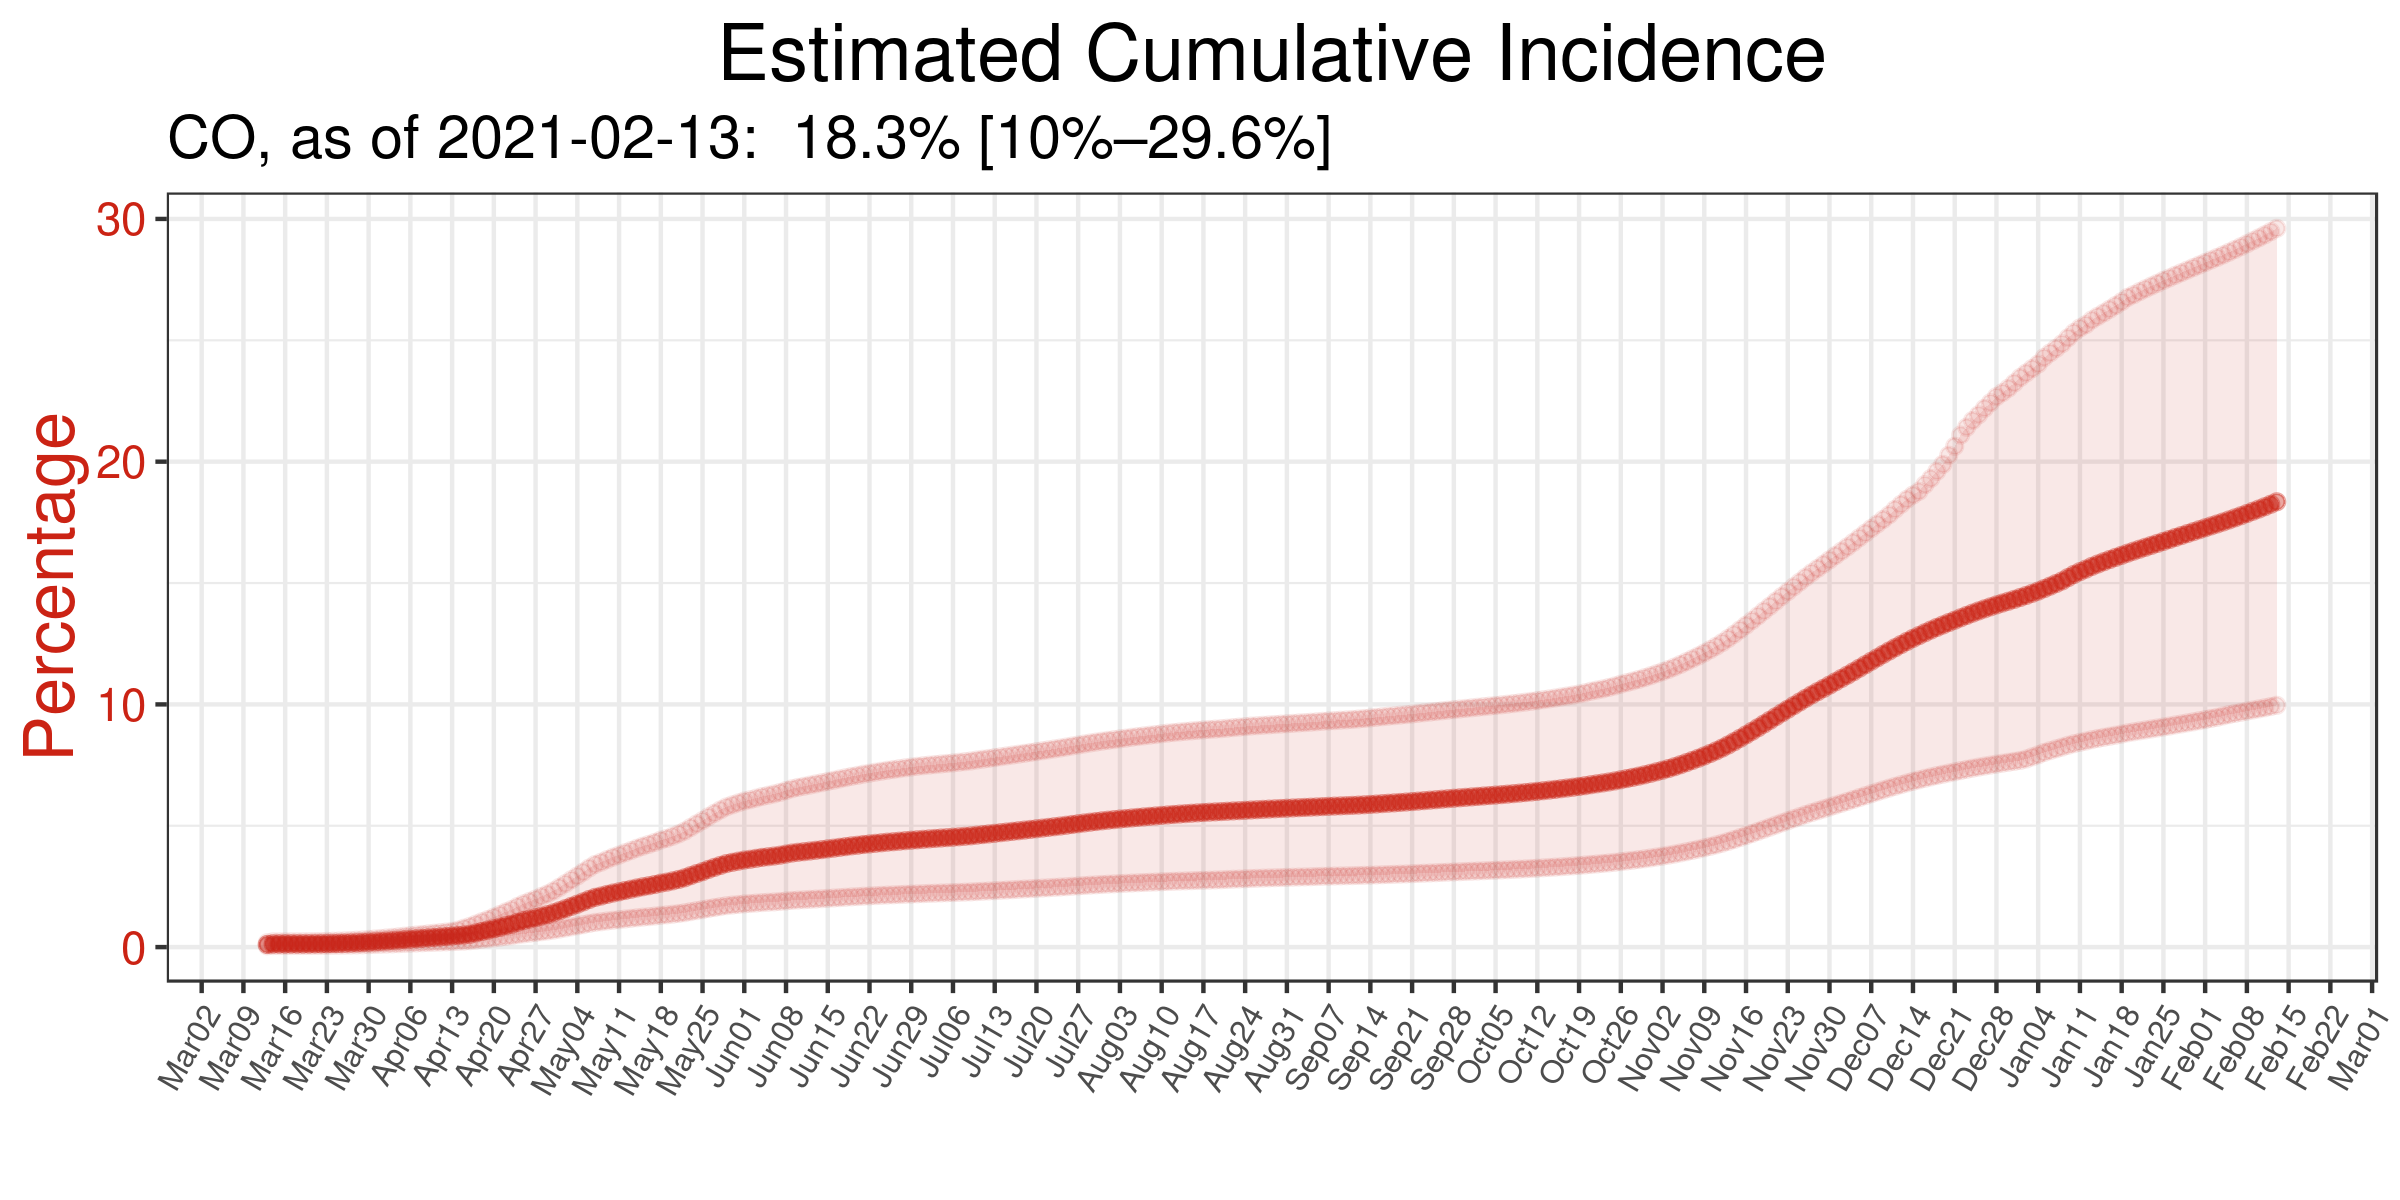 Estimated Cumulative Incidence
CO, as of 2021-02-13:  18.3% [10%–29.6%]
Percentage
30
20
10
0
Mar02
Mar09
Mar16
Mar23
Mar30
Apr06
Apr13
Apr20
Apr27
May04
May11
May18
May25
Jun01
Jun08
Jun15
Jun22
Jun29
Jul06
Jul13
Jul20
Jul27
Aug03
Aug10
Aug17
Aug24
Aug31
Sep07
Sep14
Sep21
Sep28
Oct05
Oct12
Oct19
Oct26
Nov02
Nov09
Nov16
Nov23
Nov30
Dec07
Dec14
Dec21
Dec28
Jan04
Jan11
Jan18
Jan25
Feb01
Feb08
Feb15
Feb22
Mar01